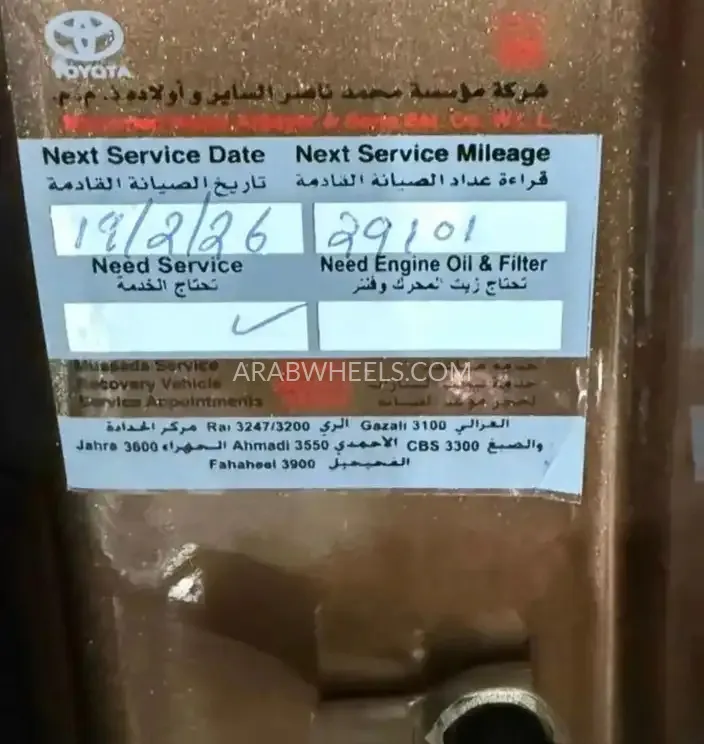 TOYOTA
شركة مؤسسة محمد ناصر الساير و أولاده ذ.م.م.
Next Service Date Next Service Mileage
تاريخ الصيانة القادمة قراءة عداد الصيانة القادمة
19/2/26 29101
Need Service Need Engine Oil & Filter
تحتاج الخدمة تحتاج زيت المحرك وفلتر
✓
ARABWHEELS.COM
Mussada Service
Recovery Vehicle
Service Appointments
الغزالي Gazali 3100 الري Rai 3247/3200 مركز الحدادة
والصبغ CBS 3300 الأحمدي Ahmadi 3550 الجهراء Jahra 3600
Fahaheel 3900 الفحيحيل